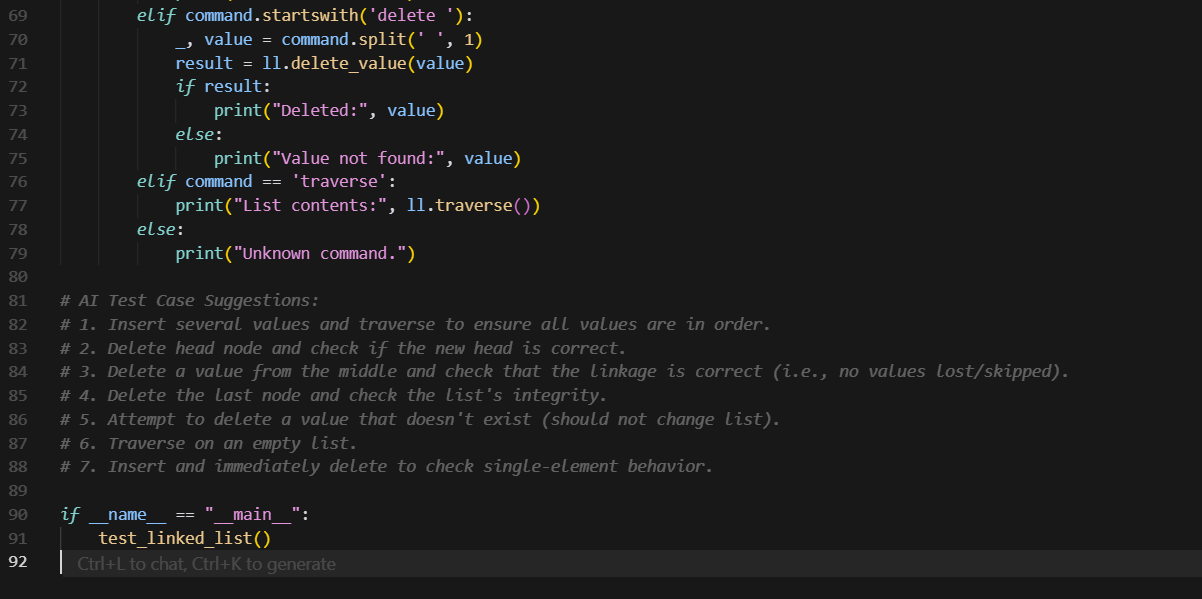 69 elif command.startswith('delete '):
70 _, value = command.split(' ', 1)
71 result = ll.delete_value(value)
72 if result:
73 print("Deleted:", value)
74 else:
75 print("Value not found:", value)
76 elif command == 'traverse':
77 print("List contents:", ll.traverse())
78 else:
79 print("Unknown command.")
80
81 # AI Test Case Suggestions:
82 # 1. Insert several values and traverse to ensure all values are in order.
83 # 2. Delete head node and check if the new head is correct.
84 # 3. Delete a value from the middle and check that the linkage is correct (i.e., no values lost/skipped).
85 # 4. Delete the last node and check the list's integrity.
86 # 5. Attempt to delete a value that doesn't exist (should not change list).
87 # 6. Traverse on an empty list.
88 # 7. Insert and immediately delete to check single-element behavior.
89
90 if __name__ == "__main__":
91 test_linked_list()
92 Ctrl+L to chat, Ctrl+K to generate